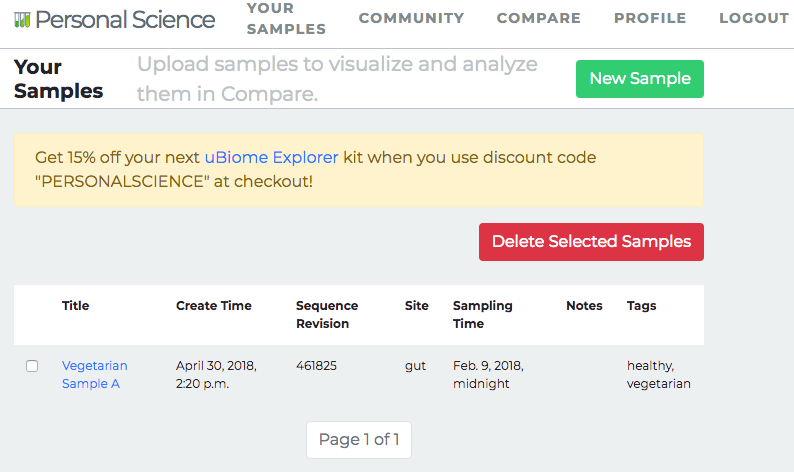 Personal Science
YOUR
SAMPLES
COMMUNITY
COMPARE
PROFILE
LOGOUT
Your
Samples
Upload samples to visualize and analyze
them in Compare.
New Sample
Get 15% off your next uBiome Explorer kit when you use discount code
"PERSONALSCIENCE" at checkout!
Delete Selected Samples
Title
Create Time
Sequence
Revision
Site
Sampling
Time
Notes
Tags
Vegetarian
Sample A
April 30, 2018,
2:20 p.m.
461825
gut
Feb. 9, 2018,
midnight
healthy,
vegetarian
Page 1 of 1